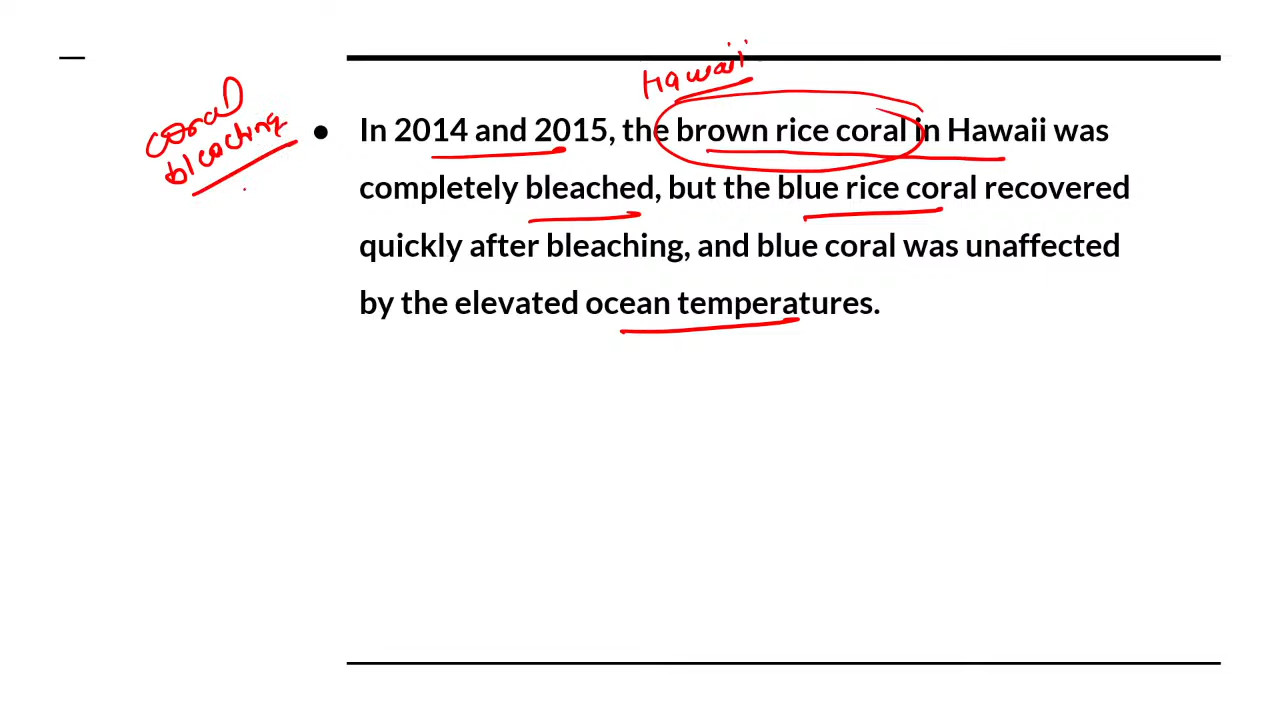 Hawaii
coral
bleaching
● In 2014 and 2015, the brown rice coral in Hawaii was
completely bleached, but the blue rice coral recovered
quickly after bleaching, and blue coral was unaffected
by the elevated ocean temperatures.